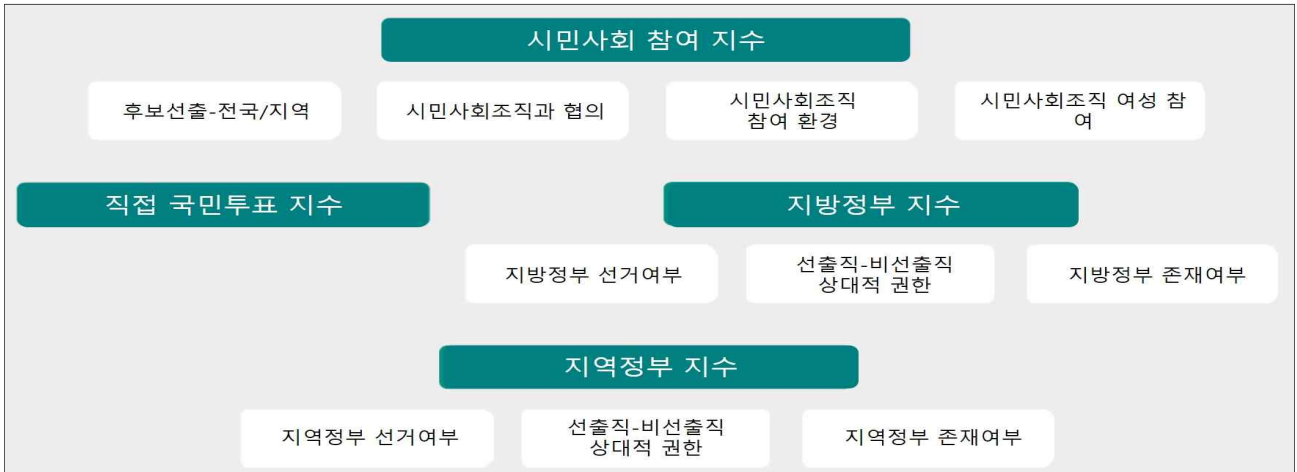 시민사회 참여 지수
후보선출-전국/지역
시민사회조직과 협의
시민사회조직
참여 환경
시민사회조직 여성 참
여
직접 국민투표 지수
지방정부 지수
지방정부 선거여부
선출직-비선출직
상대적 권한
지방정부 존재여부
지역정부 지수
지역정부 선거여부
선출직-비선출직
상대적 권한
지역정부 존재여부